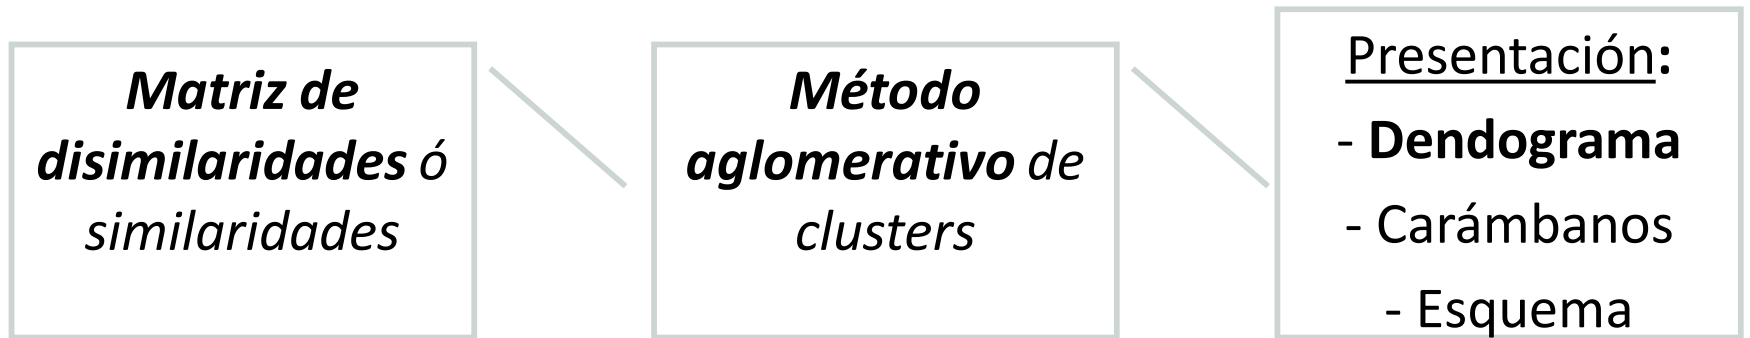 Matriz de
disimilaridades ó
similaridades
Método
aglomerativo de
clusters
Presentación:
- Dendograma
- Carámbanos
- Esquema